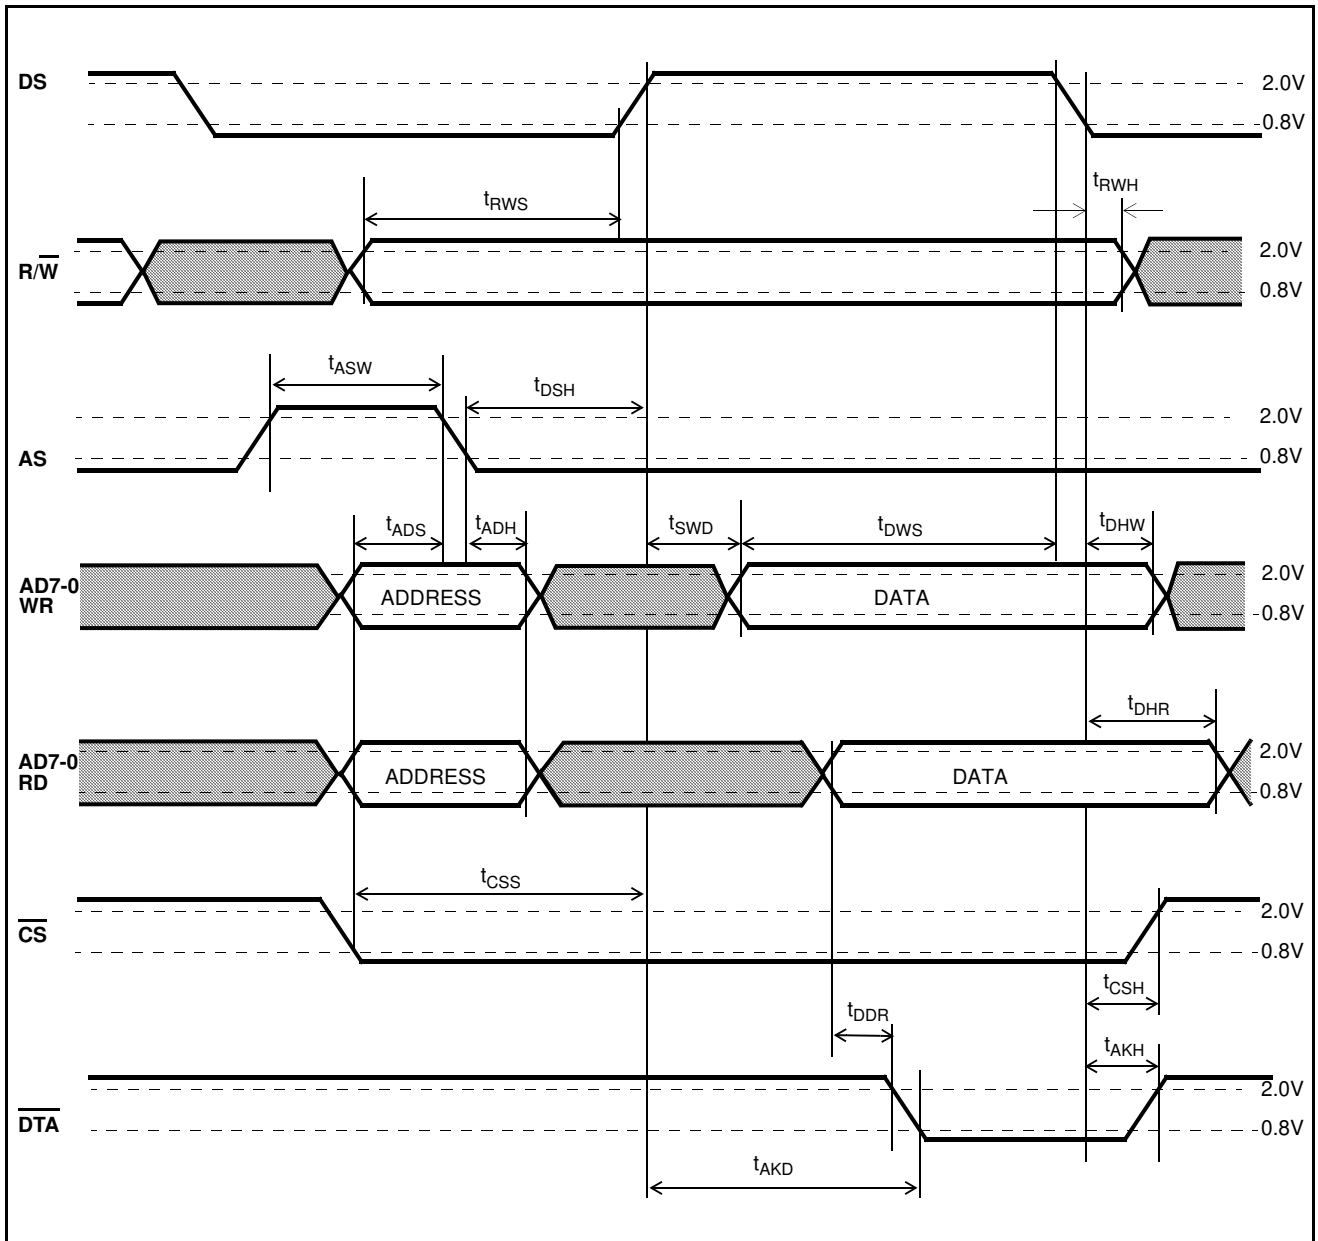 DS
2.0V
0.8V
tRWH
tRWS
R/W̅
2.0V
0.8V
tASW
tDSH
2.0V
AS
0.8V
tADS
tADH
tSWD
tDWS
tDHW
AD7-0
WR
ADDRESS
DATA
2.0V
0.8V
tDHR
AD7-0
RD
ADDRESS
DATA
2.0V
0.8V
tCSS
C̅S̅
2.0V
0.8V
tCSH
tDDR
tAKH
D̅T̅A̅
2.0V
0.8V
tAKD